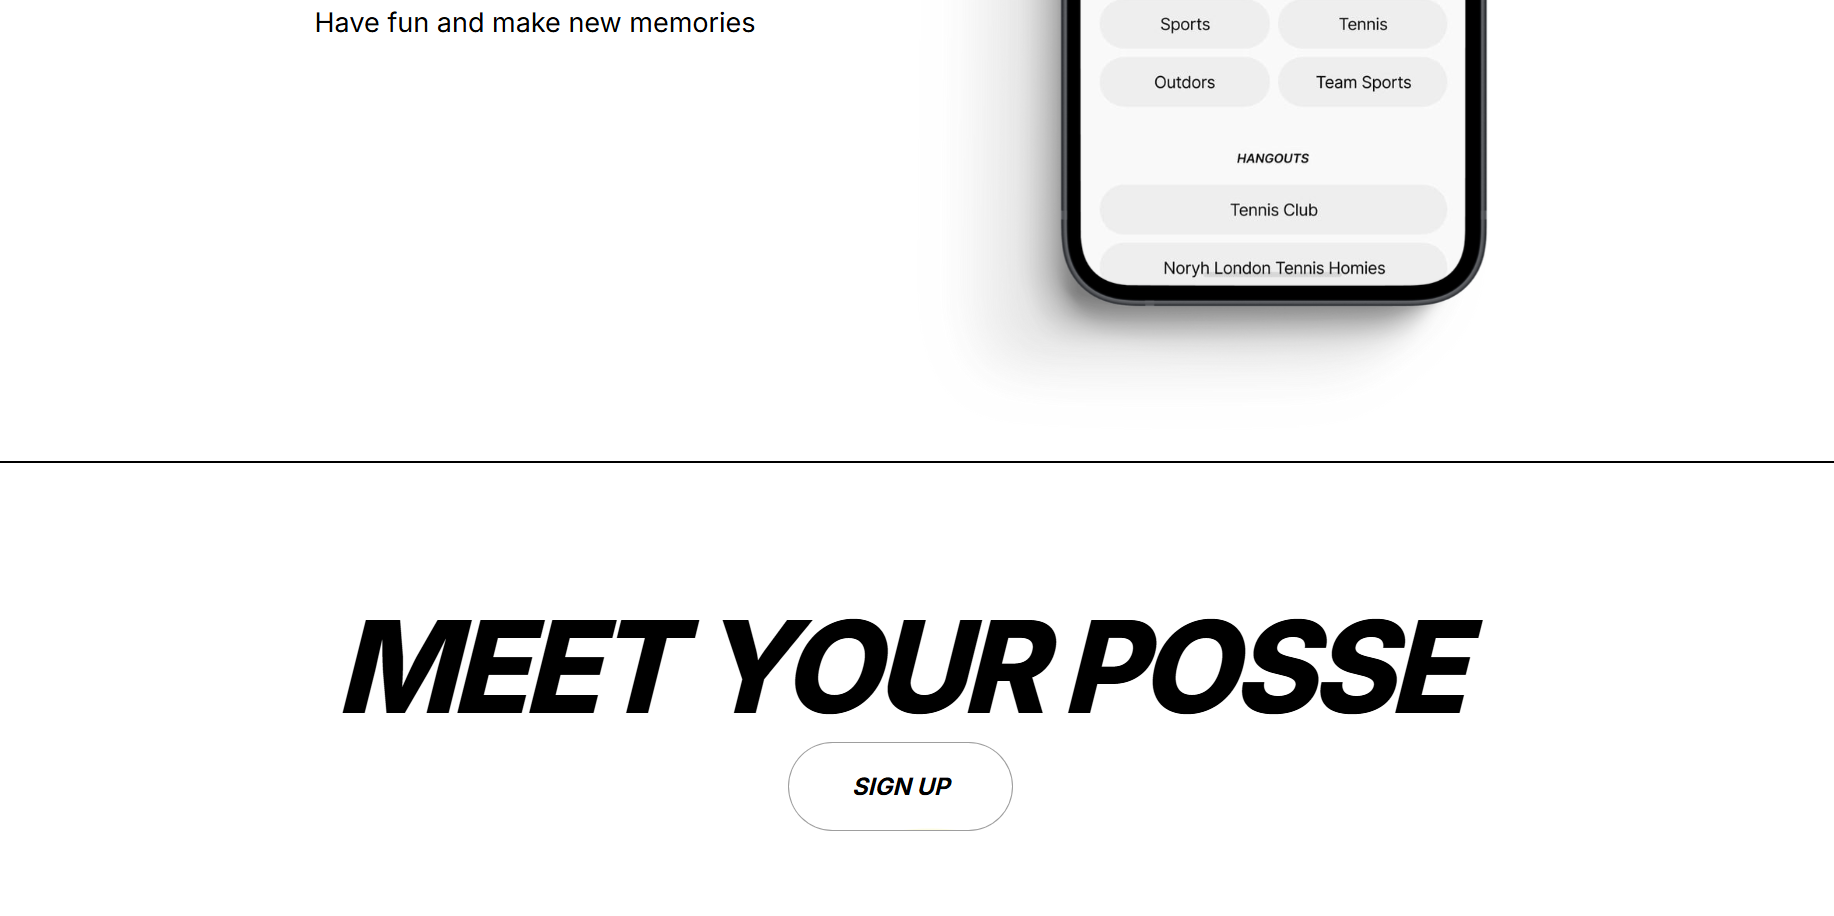 Have fun and make new memories
Sports
Tennis
Outdors
Team Sports
HANGOUTS
Tennis Club
Noryh London Tennis Homies
MEET YOUR POSSE
SIGN UP